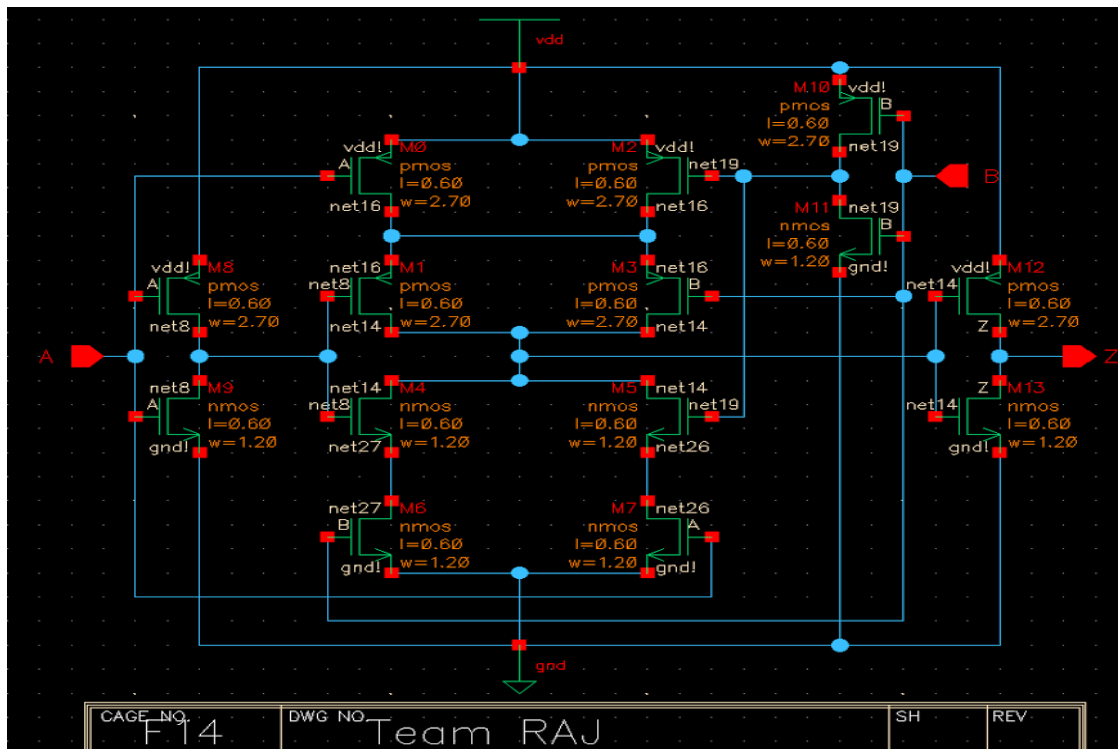 vdd
M10
vdd!
pmos
B
l=0.60
w=2.70
net19
M0
vdd!
A
pmos
l=0.60
w=2.70
net16
M2
vdd!
pmos
net19
l=0.60
w=2.70
net16
B
M11
net19
nmos
B
l=0.60
w=1.20
gnd!
M8
vdd!
A
pmos
l=0.60
w=2.70
net8
net16
M1
net8
pmos
l=0.60
w=2.70
net14
M3
net16
pmos
B
l=0.60
w=2.70
net14
M12
vdd!
net14
pmos
l=0.60
w=2.70
Z
A
Z
net8
M9
A
nmos
l=0.60
w=1.20
gnd!
net14
M4
net8
nmos
l=0.60
w=1.20
net27
M5
net14
nmos
net19
l=0.60
w=1.20
net26
Z
M13
net14
nmos
l=0.60
w=1.20
gnd!
net27
M6
B
nmos
l=0.60
w=1.20
gnd!
M7
net26
nmos
A
l=0.60
w=1.20
gnd!
gnd
CAGE NO. DWG NO. SH REV
F14 Team RAJ